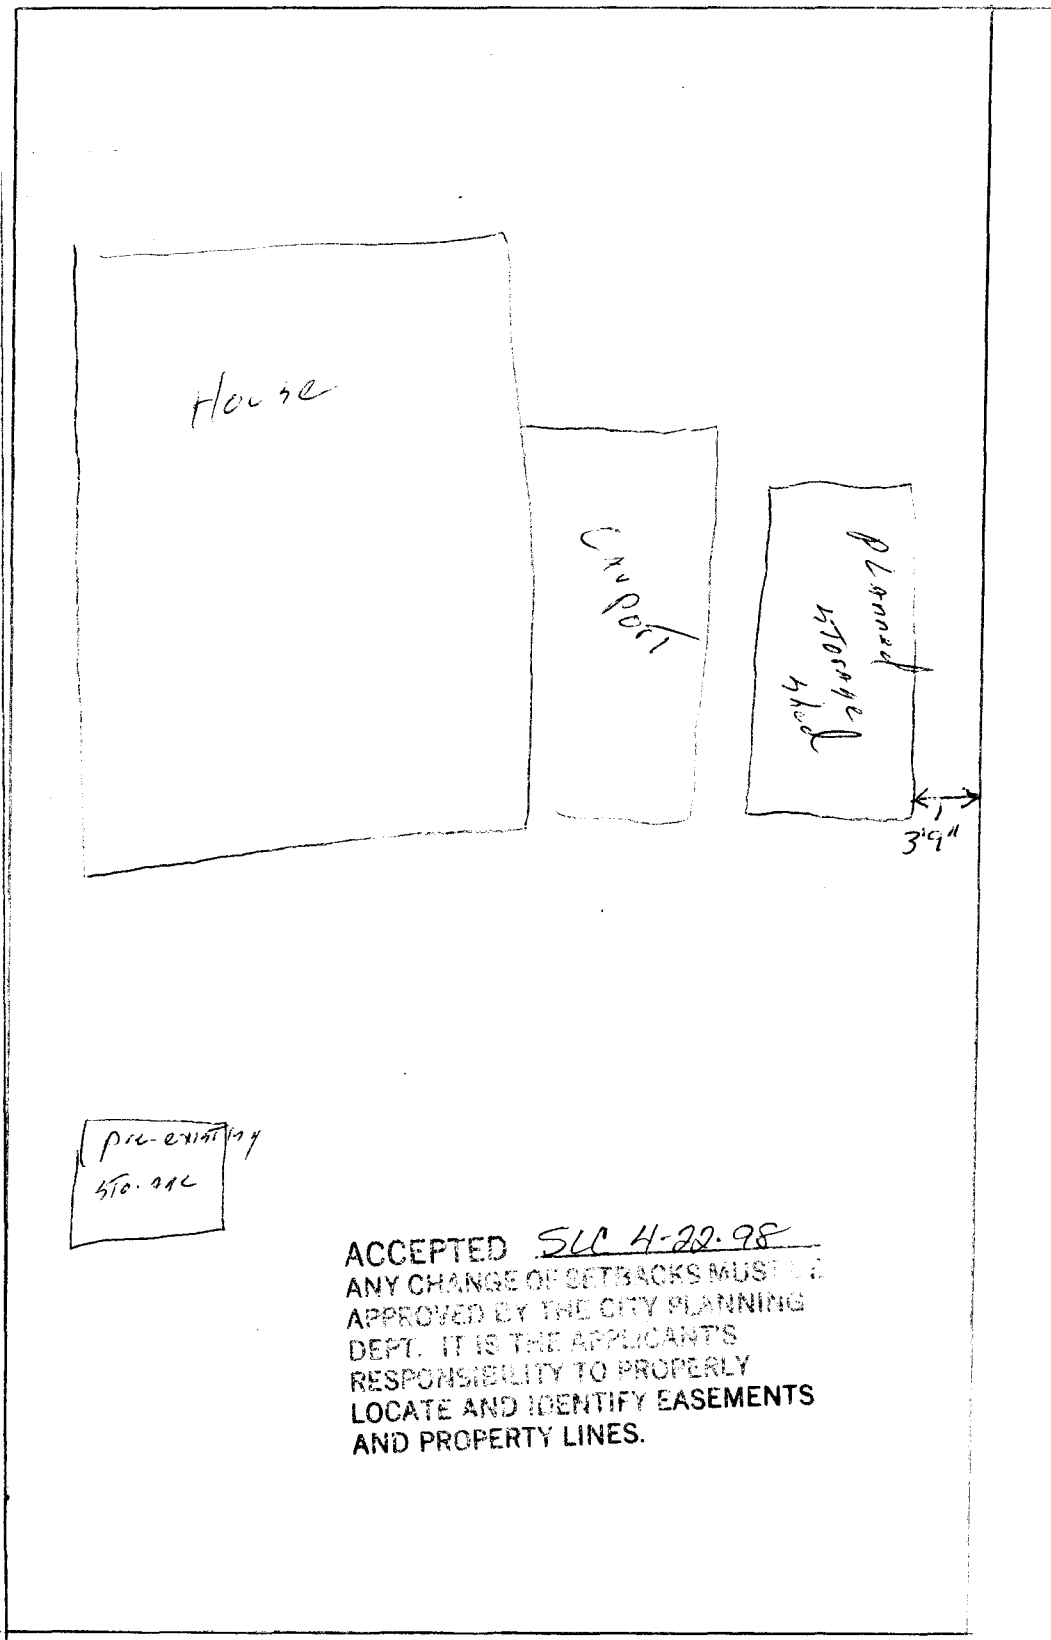 House
Carport
Planned
storage
shed
3'9"
pre-existing
storage
ACCEPTED SLC 4-22-98
ANY CHANGE OF SETBACKS MUST BE
APPROVED BY THE CITY PLANNING
DEPT. IT IS THE APPLICANT'S
RESPONSIBILITY TO PROPERLY
LOCATE AND IDENTIFY EASEMENTS
AND PROPERTY LINES.